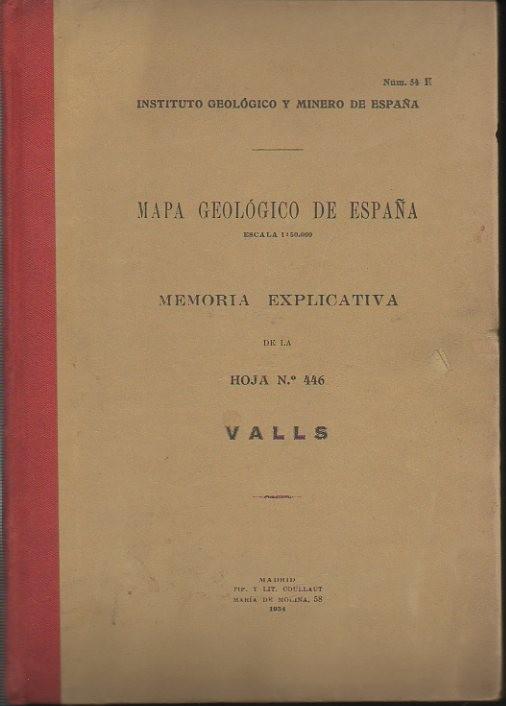 Núm. 54 E
INSTITUTO GEOLÓGICO Y MINERO DE ESPAÑA
MAPA GEOLÓGICO DE ESPAÑA
ESCALA 1:50.000
MEMORIA EXPLICATIVA
DE LA
HOJA N.º 446
VALLS
MADRID
TIP. Y LIT. COULLAUT
MARÍA DE MOLINA, 58
1934